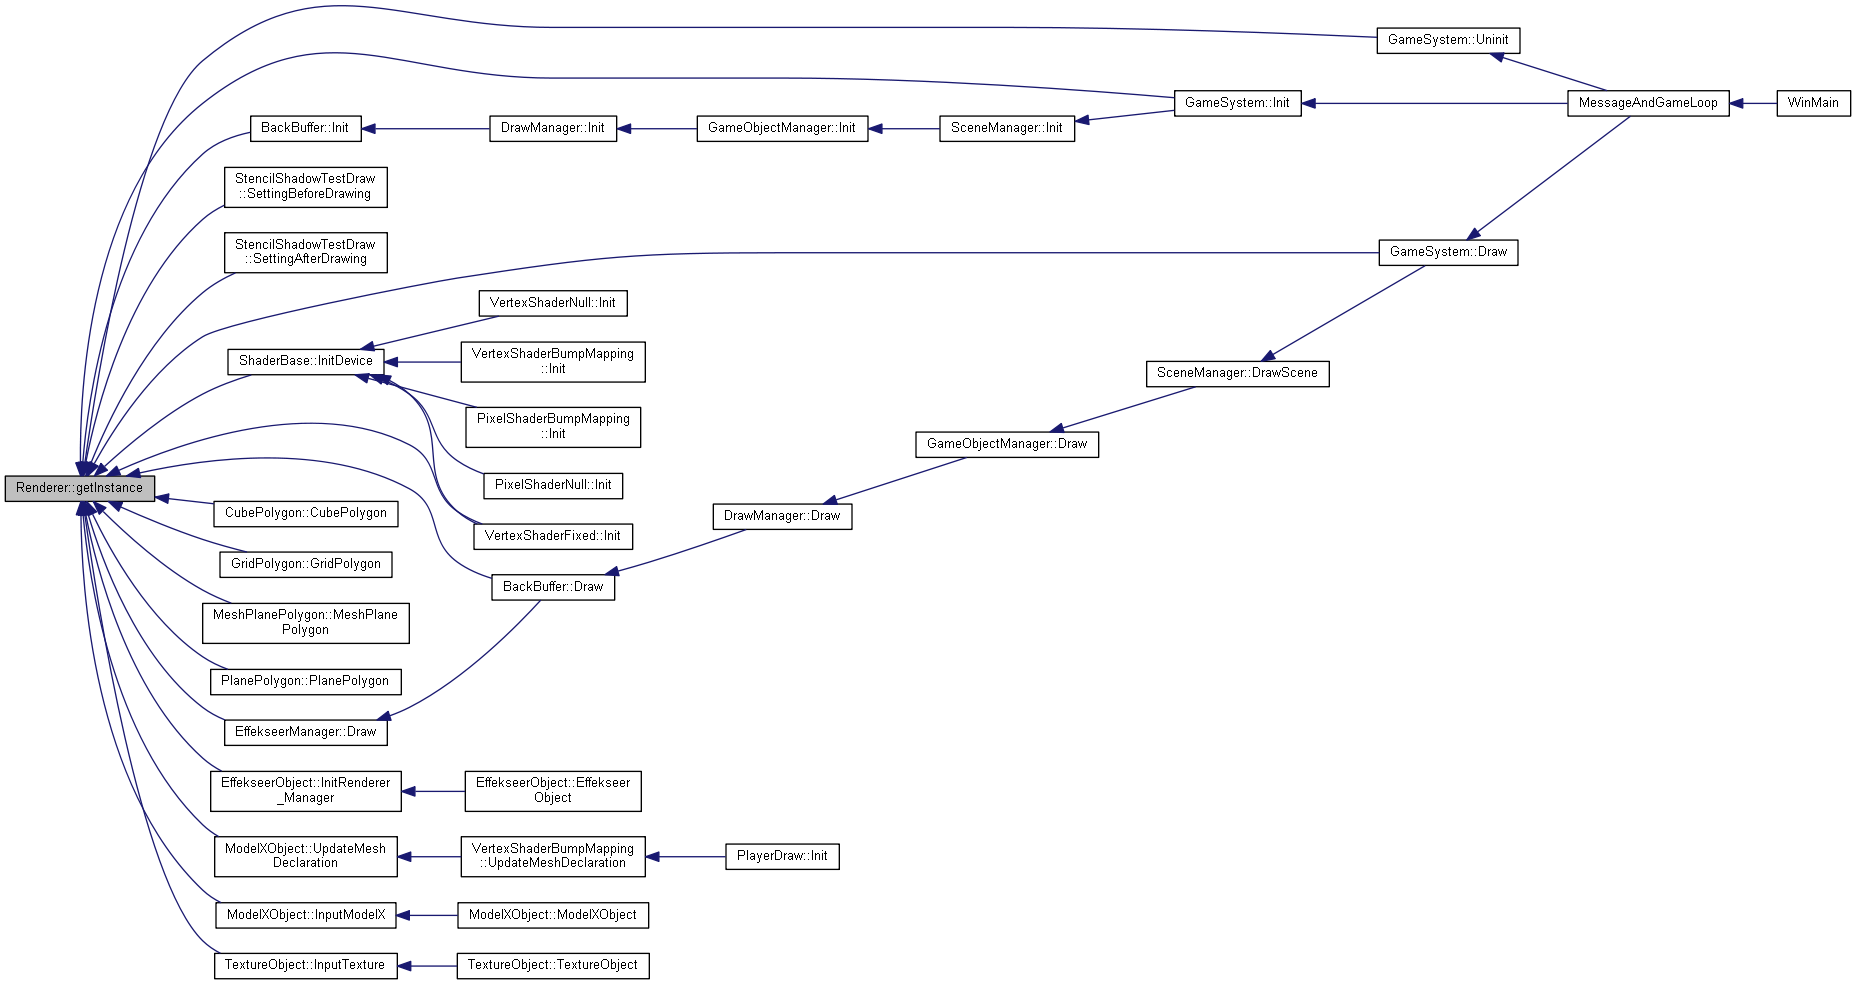 GameSystem::Uninit
GameSystem::Init
MessageAndGameLoop
WinMain
BackBuffer::Init
DrawManager::Init
GameObjectManager::Init
SceneManager::Init
StencilShadowTestDraw
::SettingBeforeDrawing
StencilShadowTestDraw
::SettingAfterDrawing
GameSystem::Draw
VertexShaderNull::Init
ShaderBase::InitDevice
VertexShaderBumpMapping
::Init
SceneManager::DrawScene
PixelShaderBumpMapping
::Init
GameObjectManager::Draw
Renderer::getInstance
PixelShaderNull::Init
CubePolygon::CubePolygon
DrawManager::Draw
VertexShaderFixed::Init
GridPolygon::GridPolygon
BackBuffer::Draw
MeshPlanePolygon::MeshPlane
Polygon
PlanePolygon::PlanePolygon
EffekseerManager::Draw
EffekseerObject::InitRenderer
_Manager
EffekseerObject::Effekseer
Object
ModelXObject::UpdateMesh
Declaration
VertexShaderBumpMapping
::UpdateMeshDeclaration
PlayerDraw::Init
ModelXObject::InputModelX
ModelXObject::ModelXObject
TextureObject::InputTexture
TextureObject::TextureObject